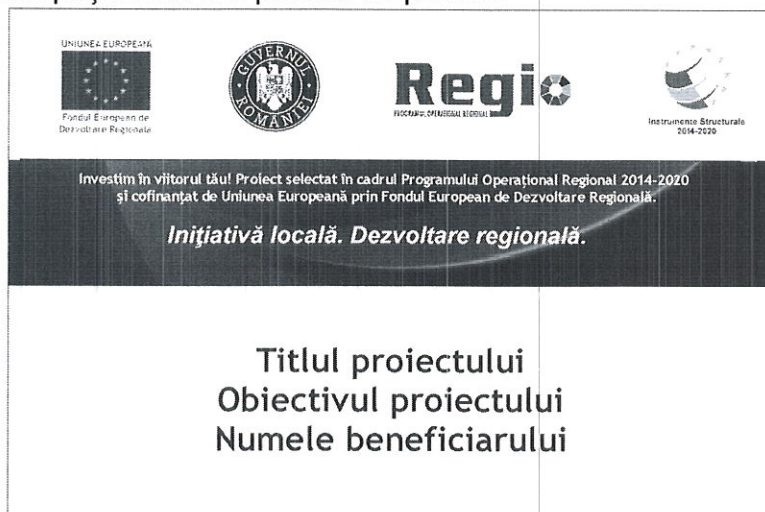 UNIUNEA EUROPEANĂ
Fondul European de
Dezvoltare Regională
GUVERNUL ROMÂNIEI
Regio
PROGRAMUL OPERAȚIONAL REGIONAL
Instrumente Structurale
2014-2020
Investim în viitorul tău! Proiect selectat în cadrul Programului Operațional Regional 2014-2020
și cofinanțat de Uniunea Europeană prin Fondul European de Dezvoltare Regională.
Inițiativă locală. Dezvoltare regională.
Titlul proiectului
Obiectivul proiectului
Numele beneficiarului